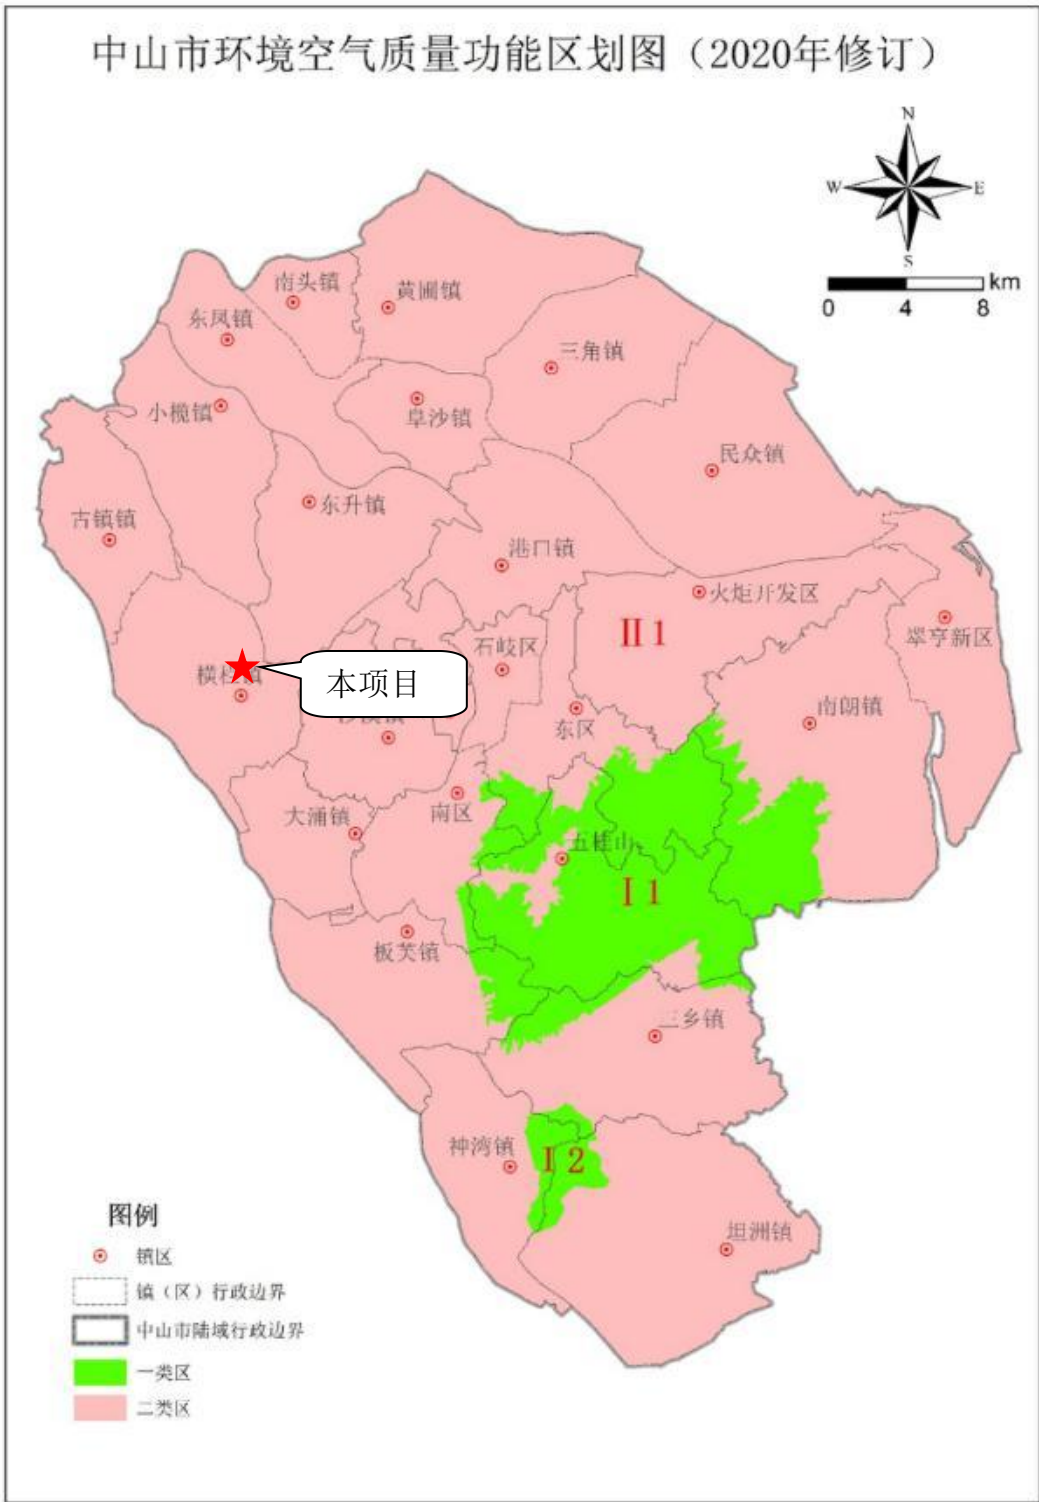 中山市环境空气质量功能区划图（2020年修订）
N
W
E
S
km
0 4 8
南头镇
黄圃镇
东凤镇
三角镇
小榄镇
阜沙镇
民众镇
东升镇
古镇镇
港口镇
火炬开发区
II 1
石岐区
翠亨新区
本项目
南朗镇
东区
南区
大涌镇
五桂山
I 1
板芙镇
三乡镇
神湾镇
I 2
坦洲镇
图例
镇区
镇（区）行政边界
中山市陆域行政边界
一类区
二类区